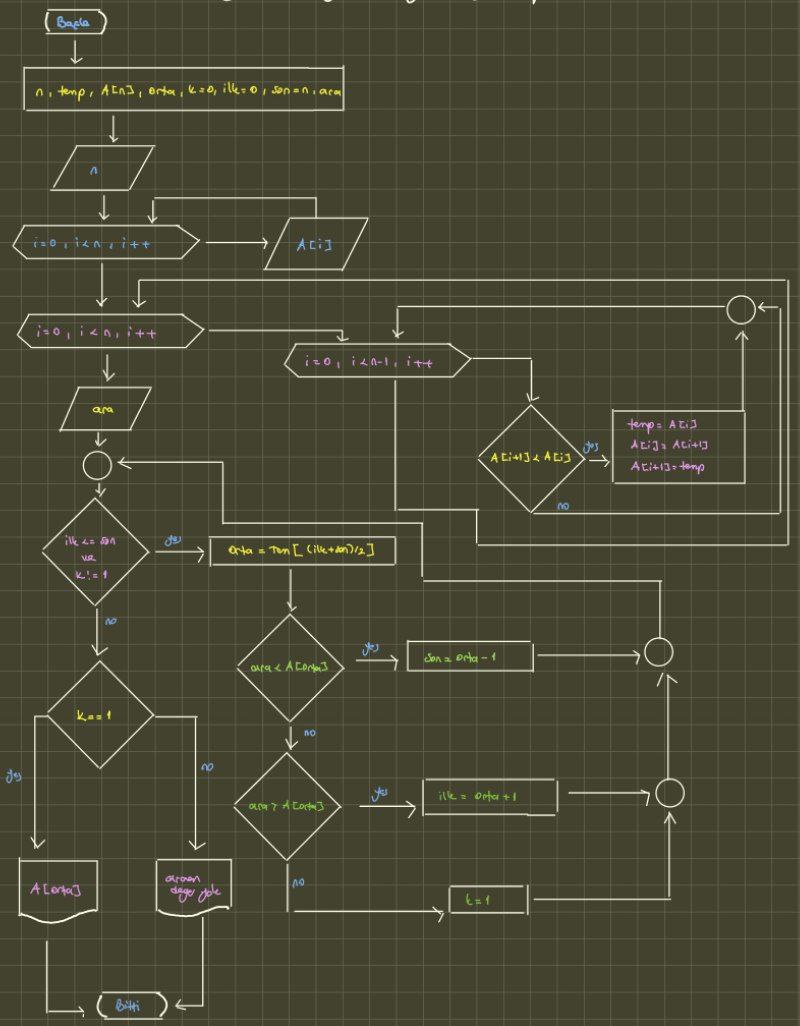 Başla
n, temp, A[n], orta, k=0, ilk=0, son=n, ara
n
i=0, i<n, i++
A[i]
i=0, i<n, i++
i=0, i<n-1, i++
ara
A[i+1]<A[i]
yes
temp=A[i]
A[i]=A[i+1]
A[i+1]=temp
no
ilk<=son
ve
k!=1
yes
orta = Tam[(ilk+son)/2]
no
ara<A[orta]
yes
son=orta-1
no
k==1
yes
no
ara>A[orta]
yes
ilk = orta+1
no
k=1
A[orta]
aranan
değer yok
Bitti